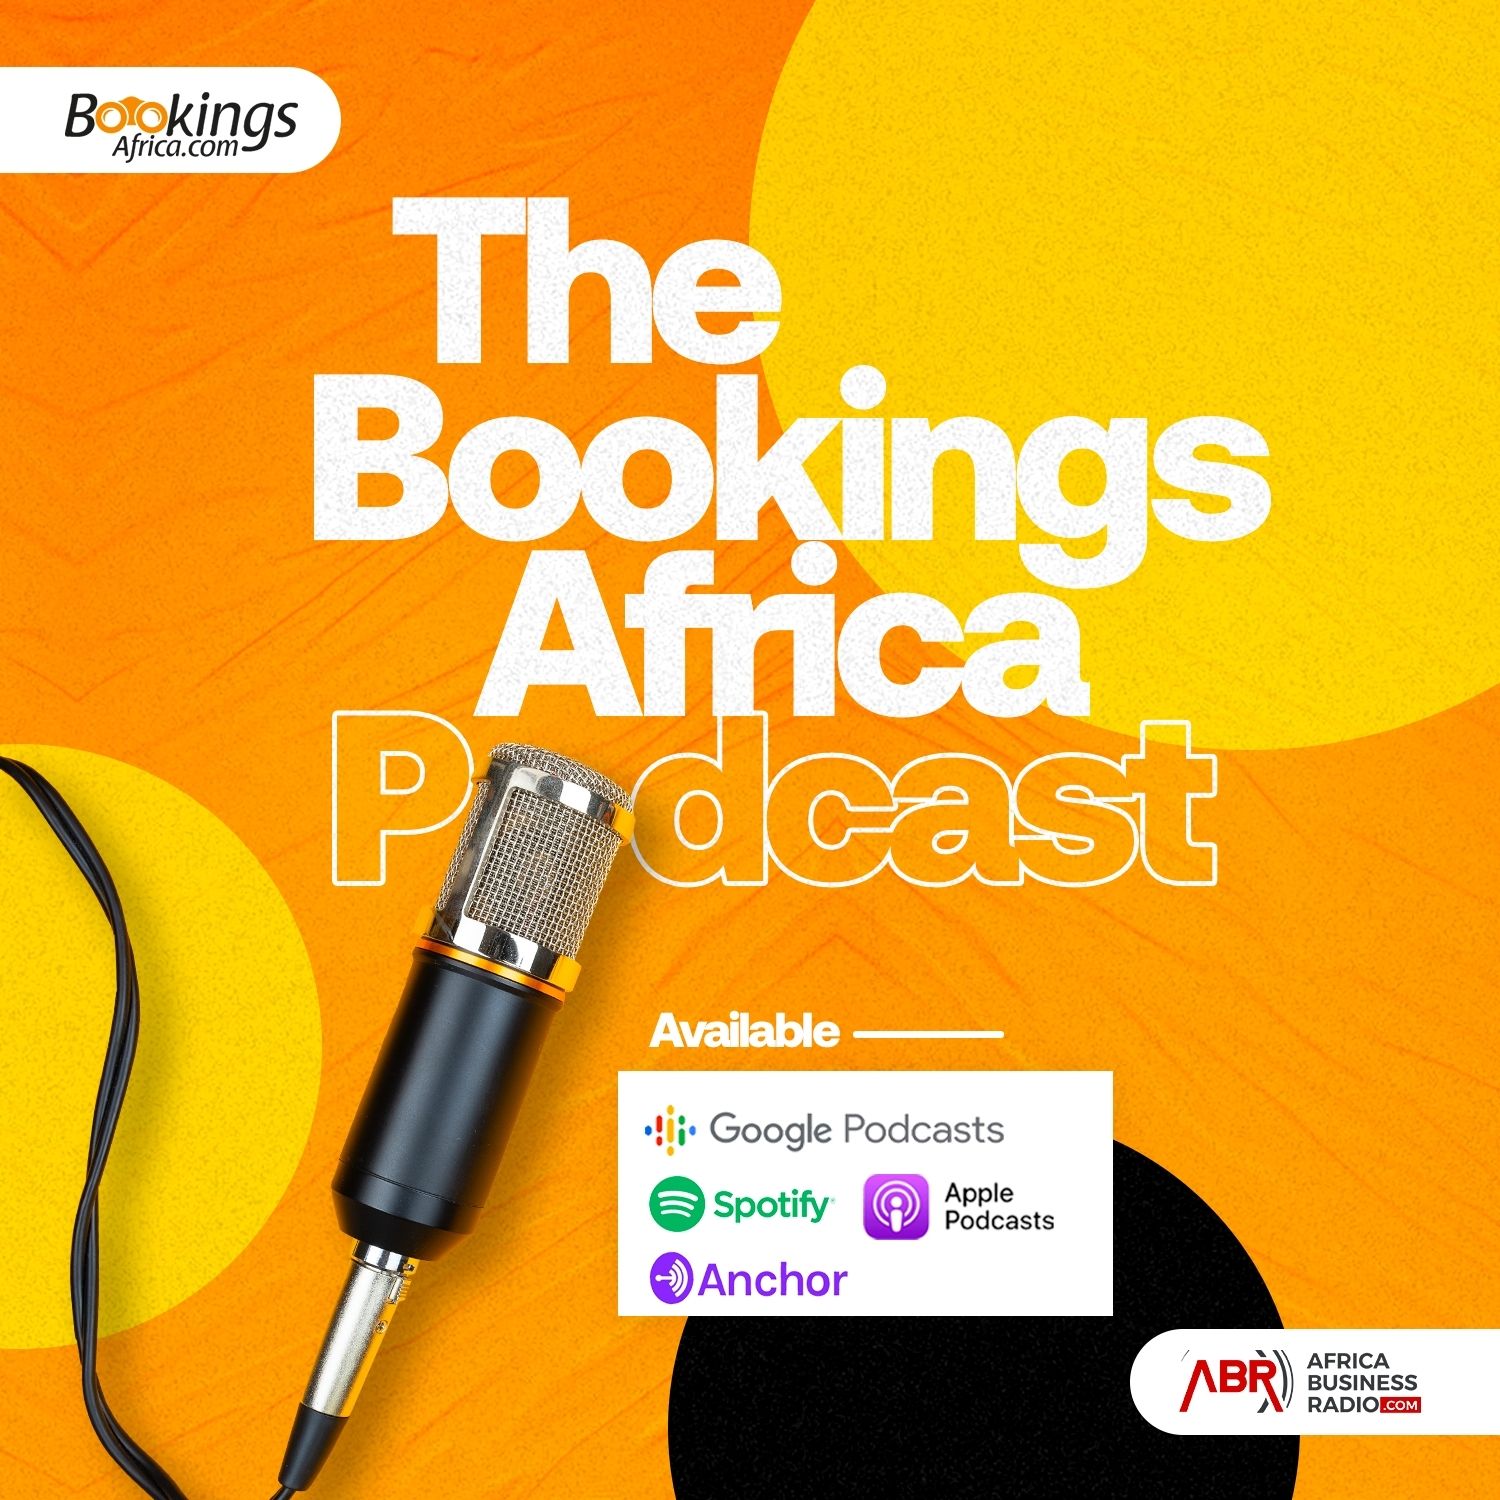 Bookings
Africa.com
The
Bookings
Africa
Podcast
Available
Google Podcasts
Spotify
Apple
Podcasts
Anchor
ABR
AFRICA
BUSINESS
RADIO.COM